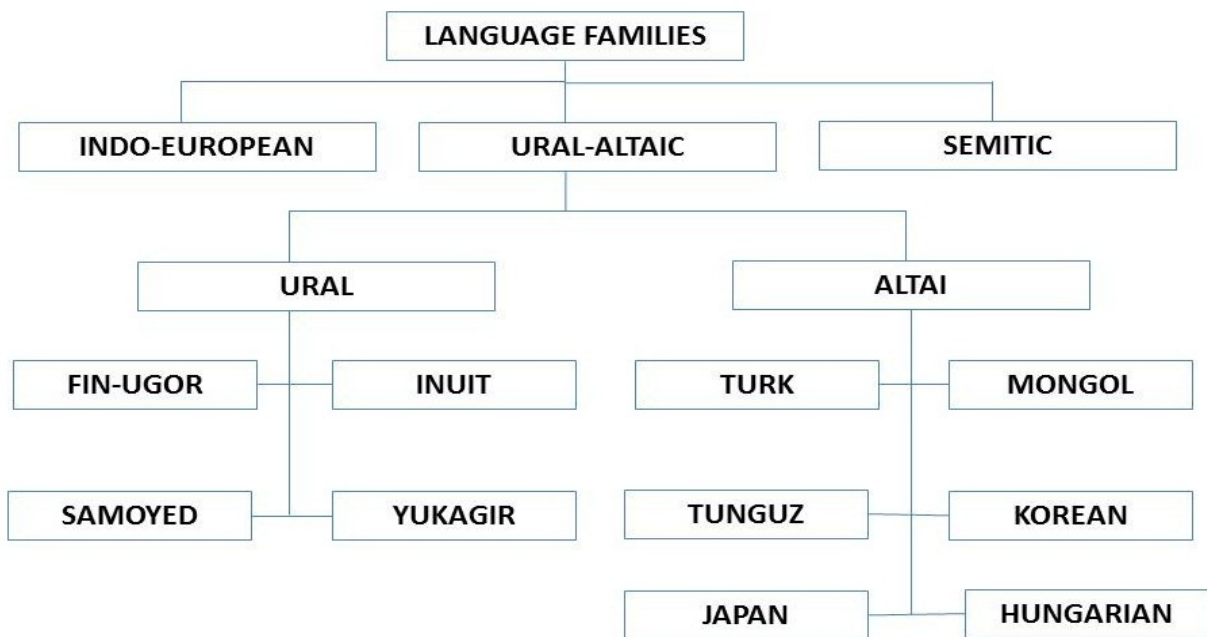 LANGUAGE FAMILIES
INDO-EUROPEAN
URAL-ALTAIC
SEMITIC
URAL
ALTAI
FIN-UGOR
INUIT
TURK
MONGOL
SAMOYED
YUKAGIR
TUNGUZ
KOREAN
JAPAN
HUNGARIAN